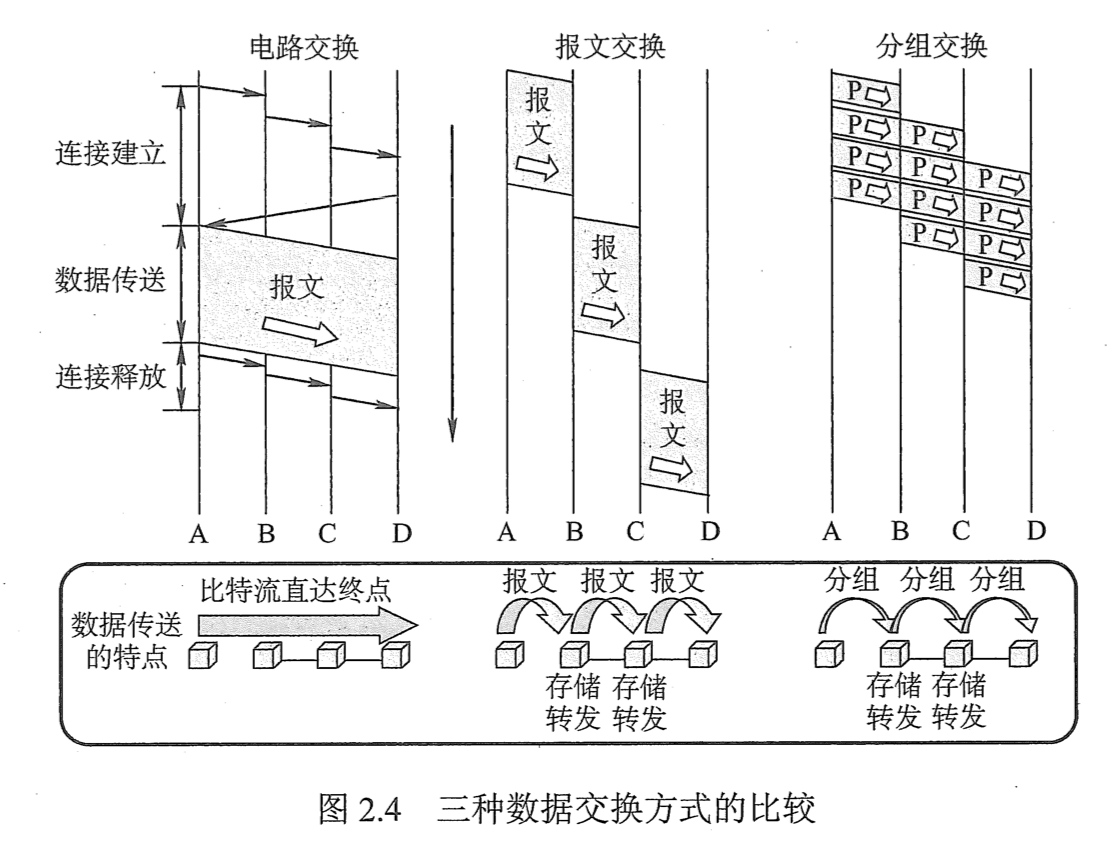 电路交换
报文交换
分组交换
连接建立
数据传送
连接释放
报文
报
文
报
文
报
文
P
P
P
P
P
P
P
P
P
P
P
P
A B C D
A B C D
A B C D
数据传送
的特点
比特流直达终点
报文 报文 报文
存储 存储
转发 转发
分组 分组 分组
存储 存储
转发 转发
图 2.4 三种数据交换方式的比较